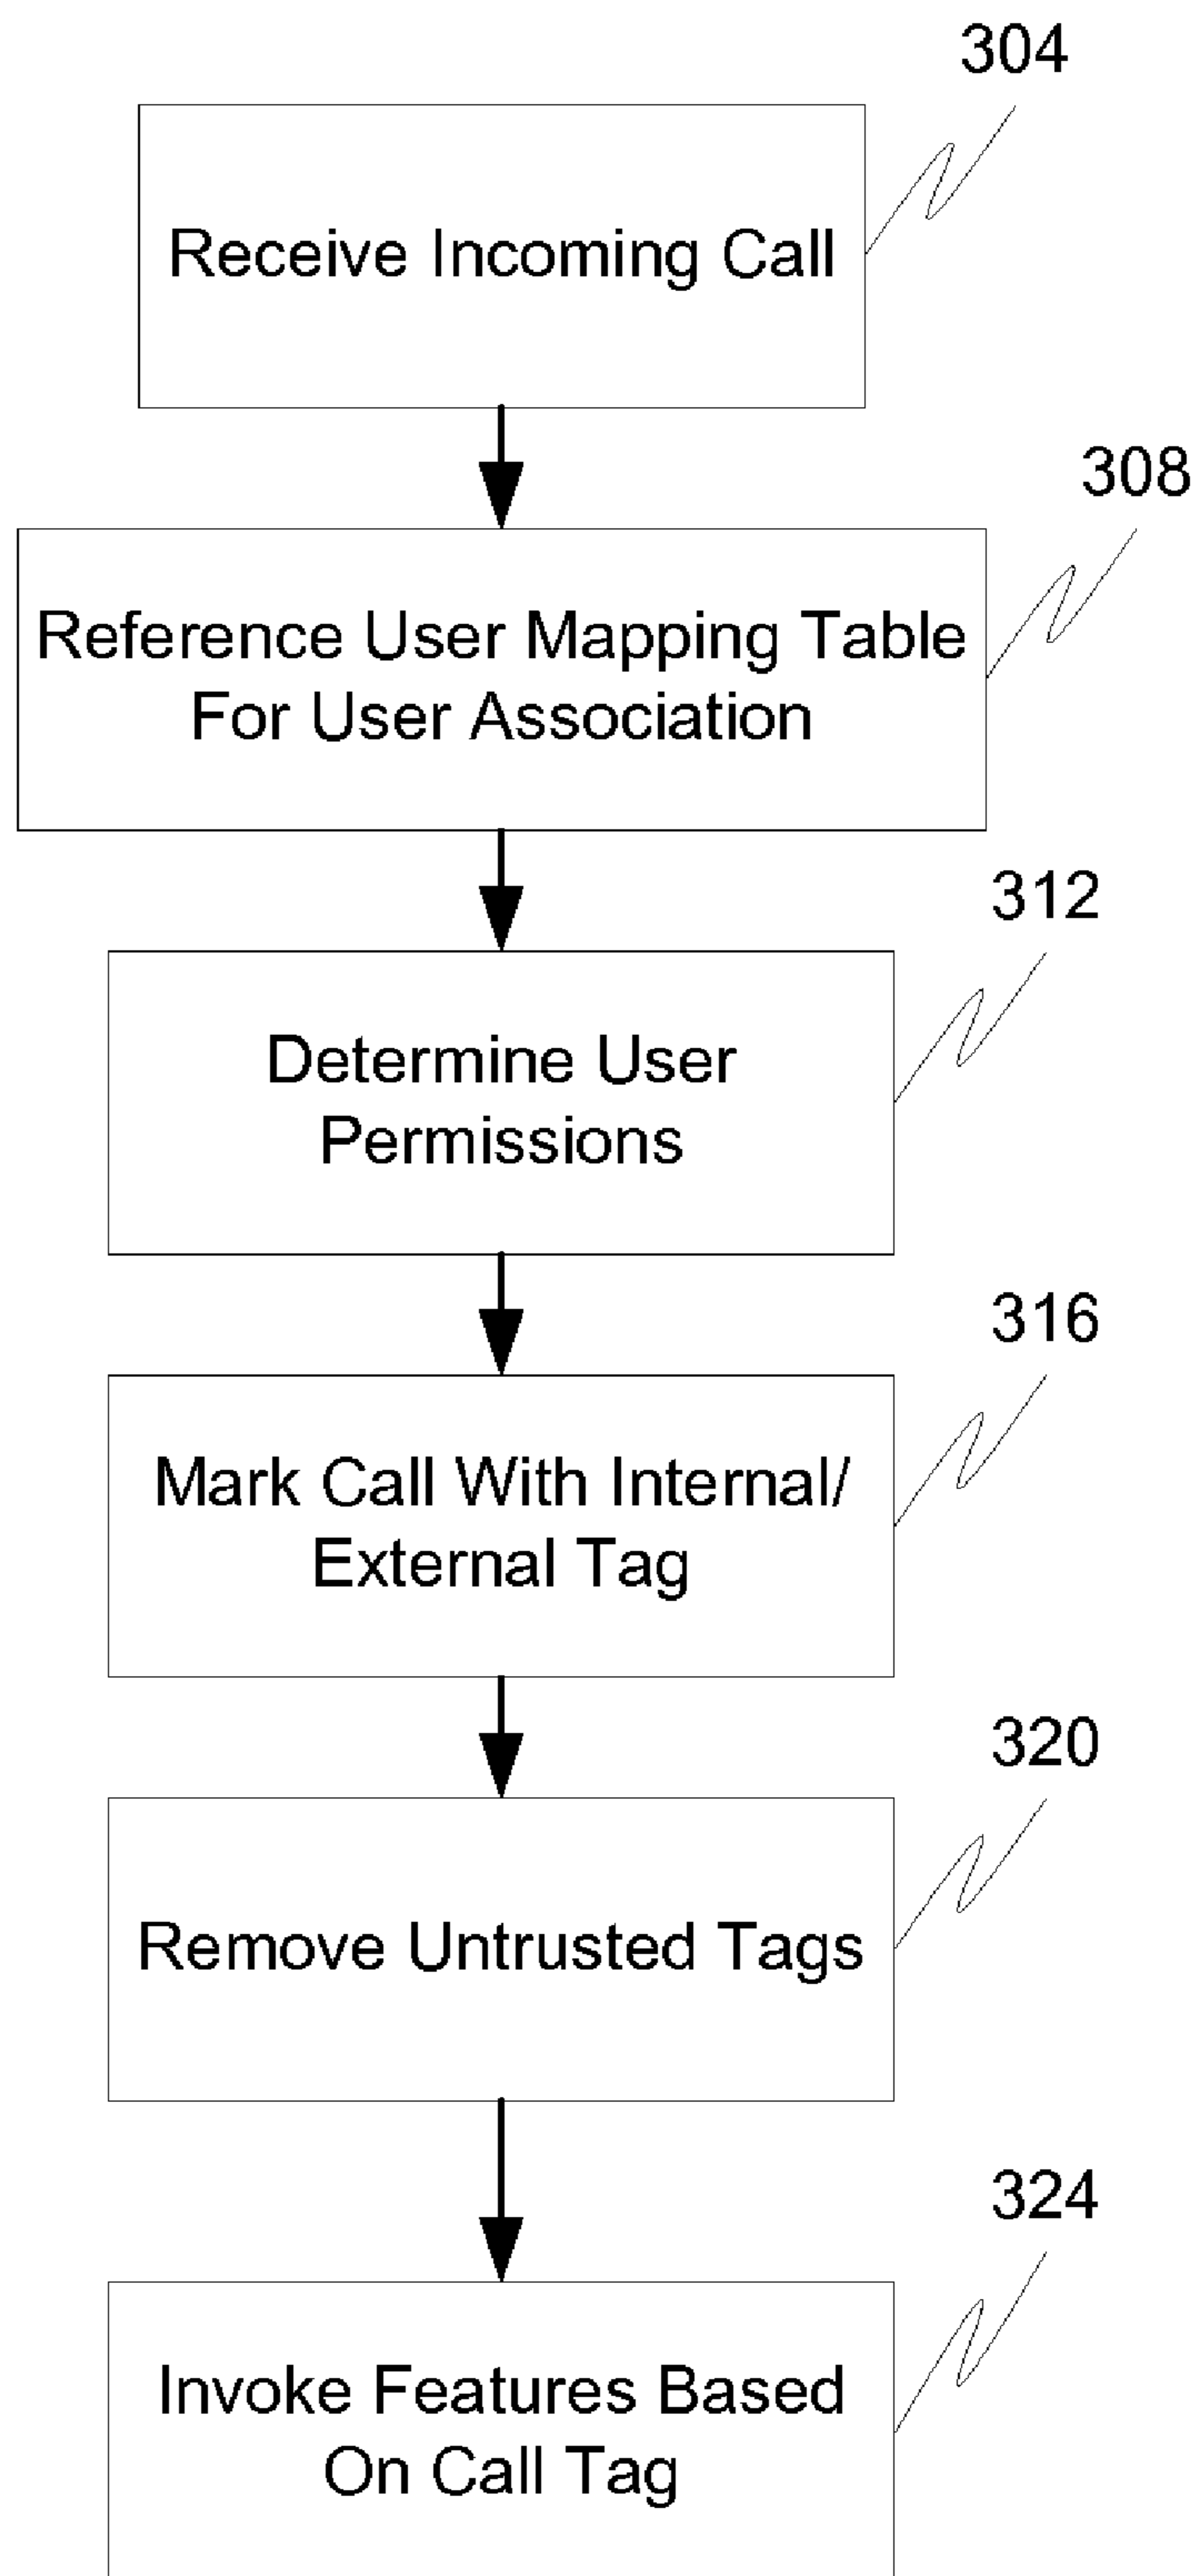 304
Receive Incoming Call
308
Reference User Mapping Table
For User Association
312
Determine User
Permissions
316
Mark Call With Internal/
External Tag
320
Remove Untrusted Tags
324
Invoke Features Based
On Call Tag